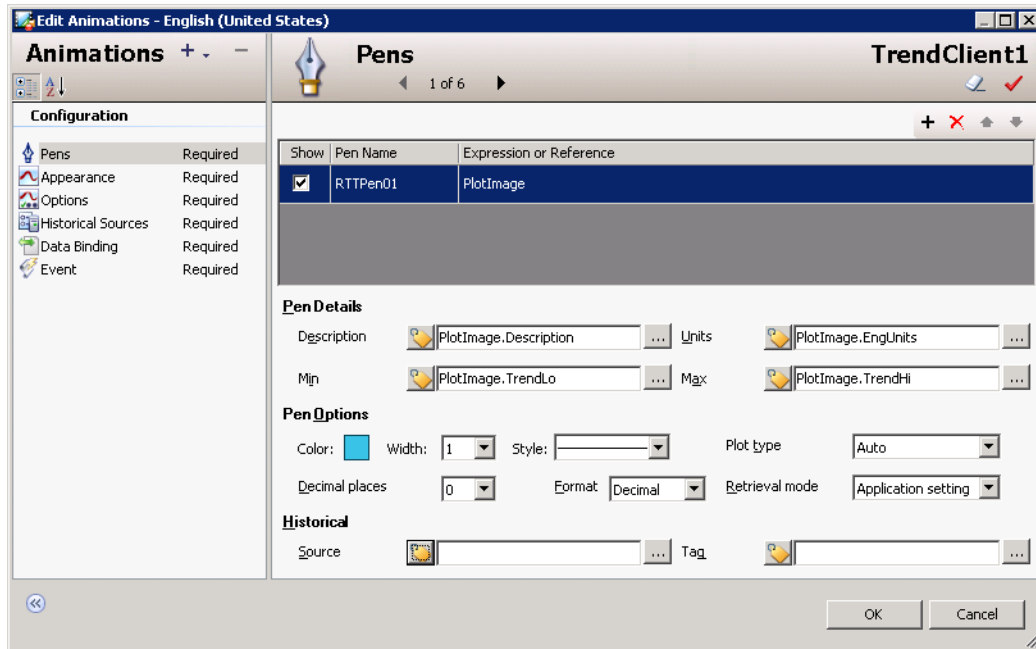 Edit Animations - English (United States)
Animations
Pens
TrendClient1
1 of 6
Configuration
Pens Required
Appearance Required
Options Required
Historical Sources Required
Data Binding Required
Event Required
Show Pen Name Expression or Reference
RTTPen01 PlotImage
Pen Details
Description PlotImage.Description ... Units PlotImage.EngUnits ...
Min PlotImage.TrendLo ... Max PlotImage.TrendHi ...
Pen Options
Color: Width: 1 Style: Plot type Auto
Decimal places 0 Format Decimal Retrieval mode Application setting
Historical
Source ... Tag ...
OK Cancel